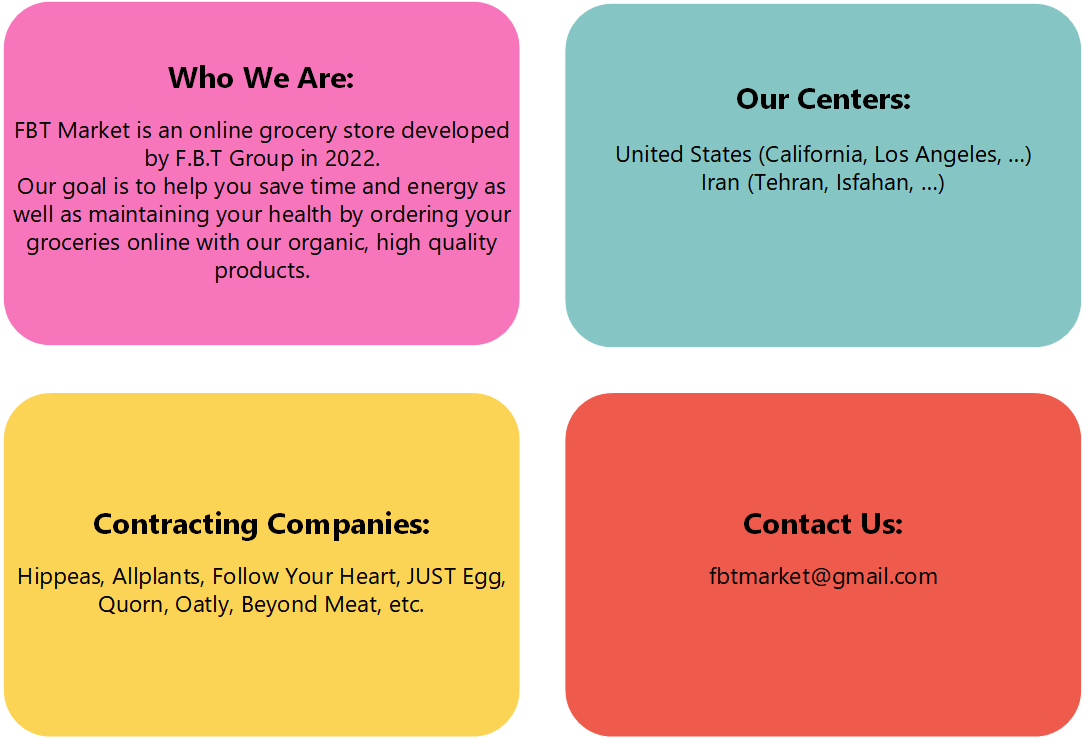 Who We Are:
FBT Market is an online grocery store developed
by F.B.T Group in 2022.
Our goal is to help you save time and energy as
well as maintaining your health by ordering your
groceries online with our organic, high quality
products.
Our Centers:
United States (California, Los Angeles, ...)
Iran (Tehran, Isfahan, ...)
Contracting Companies:
Hippeas, Allplants, Follow Your Heart, JUST Egg,
Quorn, Oatly, Beyond Meat, etc.
Contact Us:
fbtmarket@gmail.com